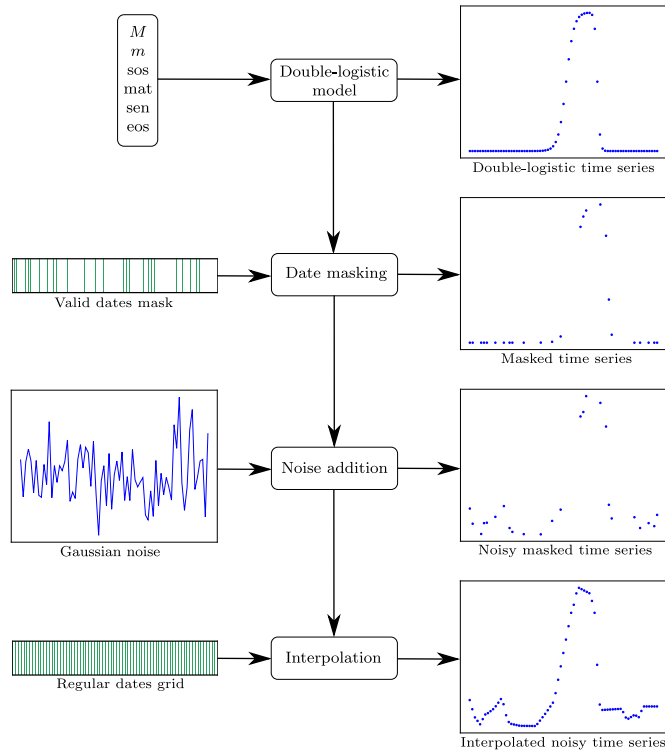 M
m
sos
mat
sen
eos
Double-logistic
model
Double-logistic time series
Valid dates mask
Date masking
Masked time series
Gaussian noise
Noise addition
Noisy masked time series
Regular dates grid
Interpolation
Interpolated noisy time series